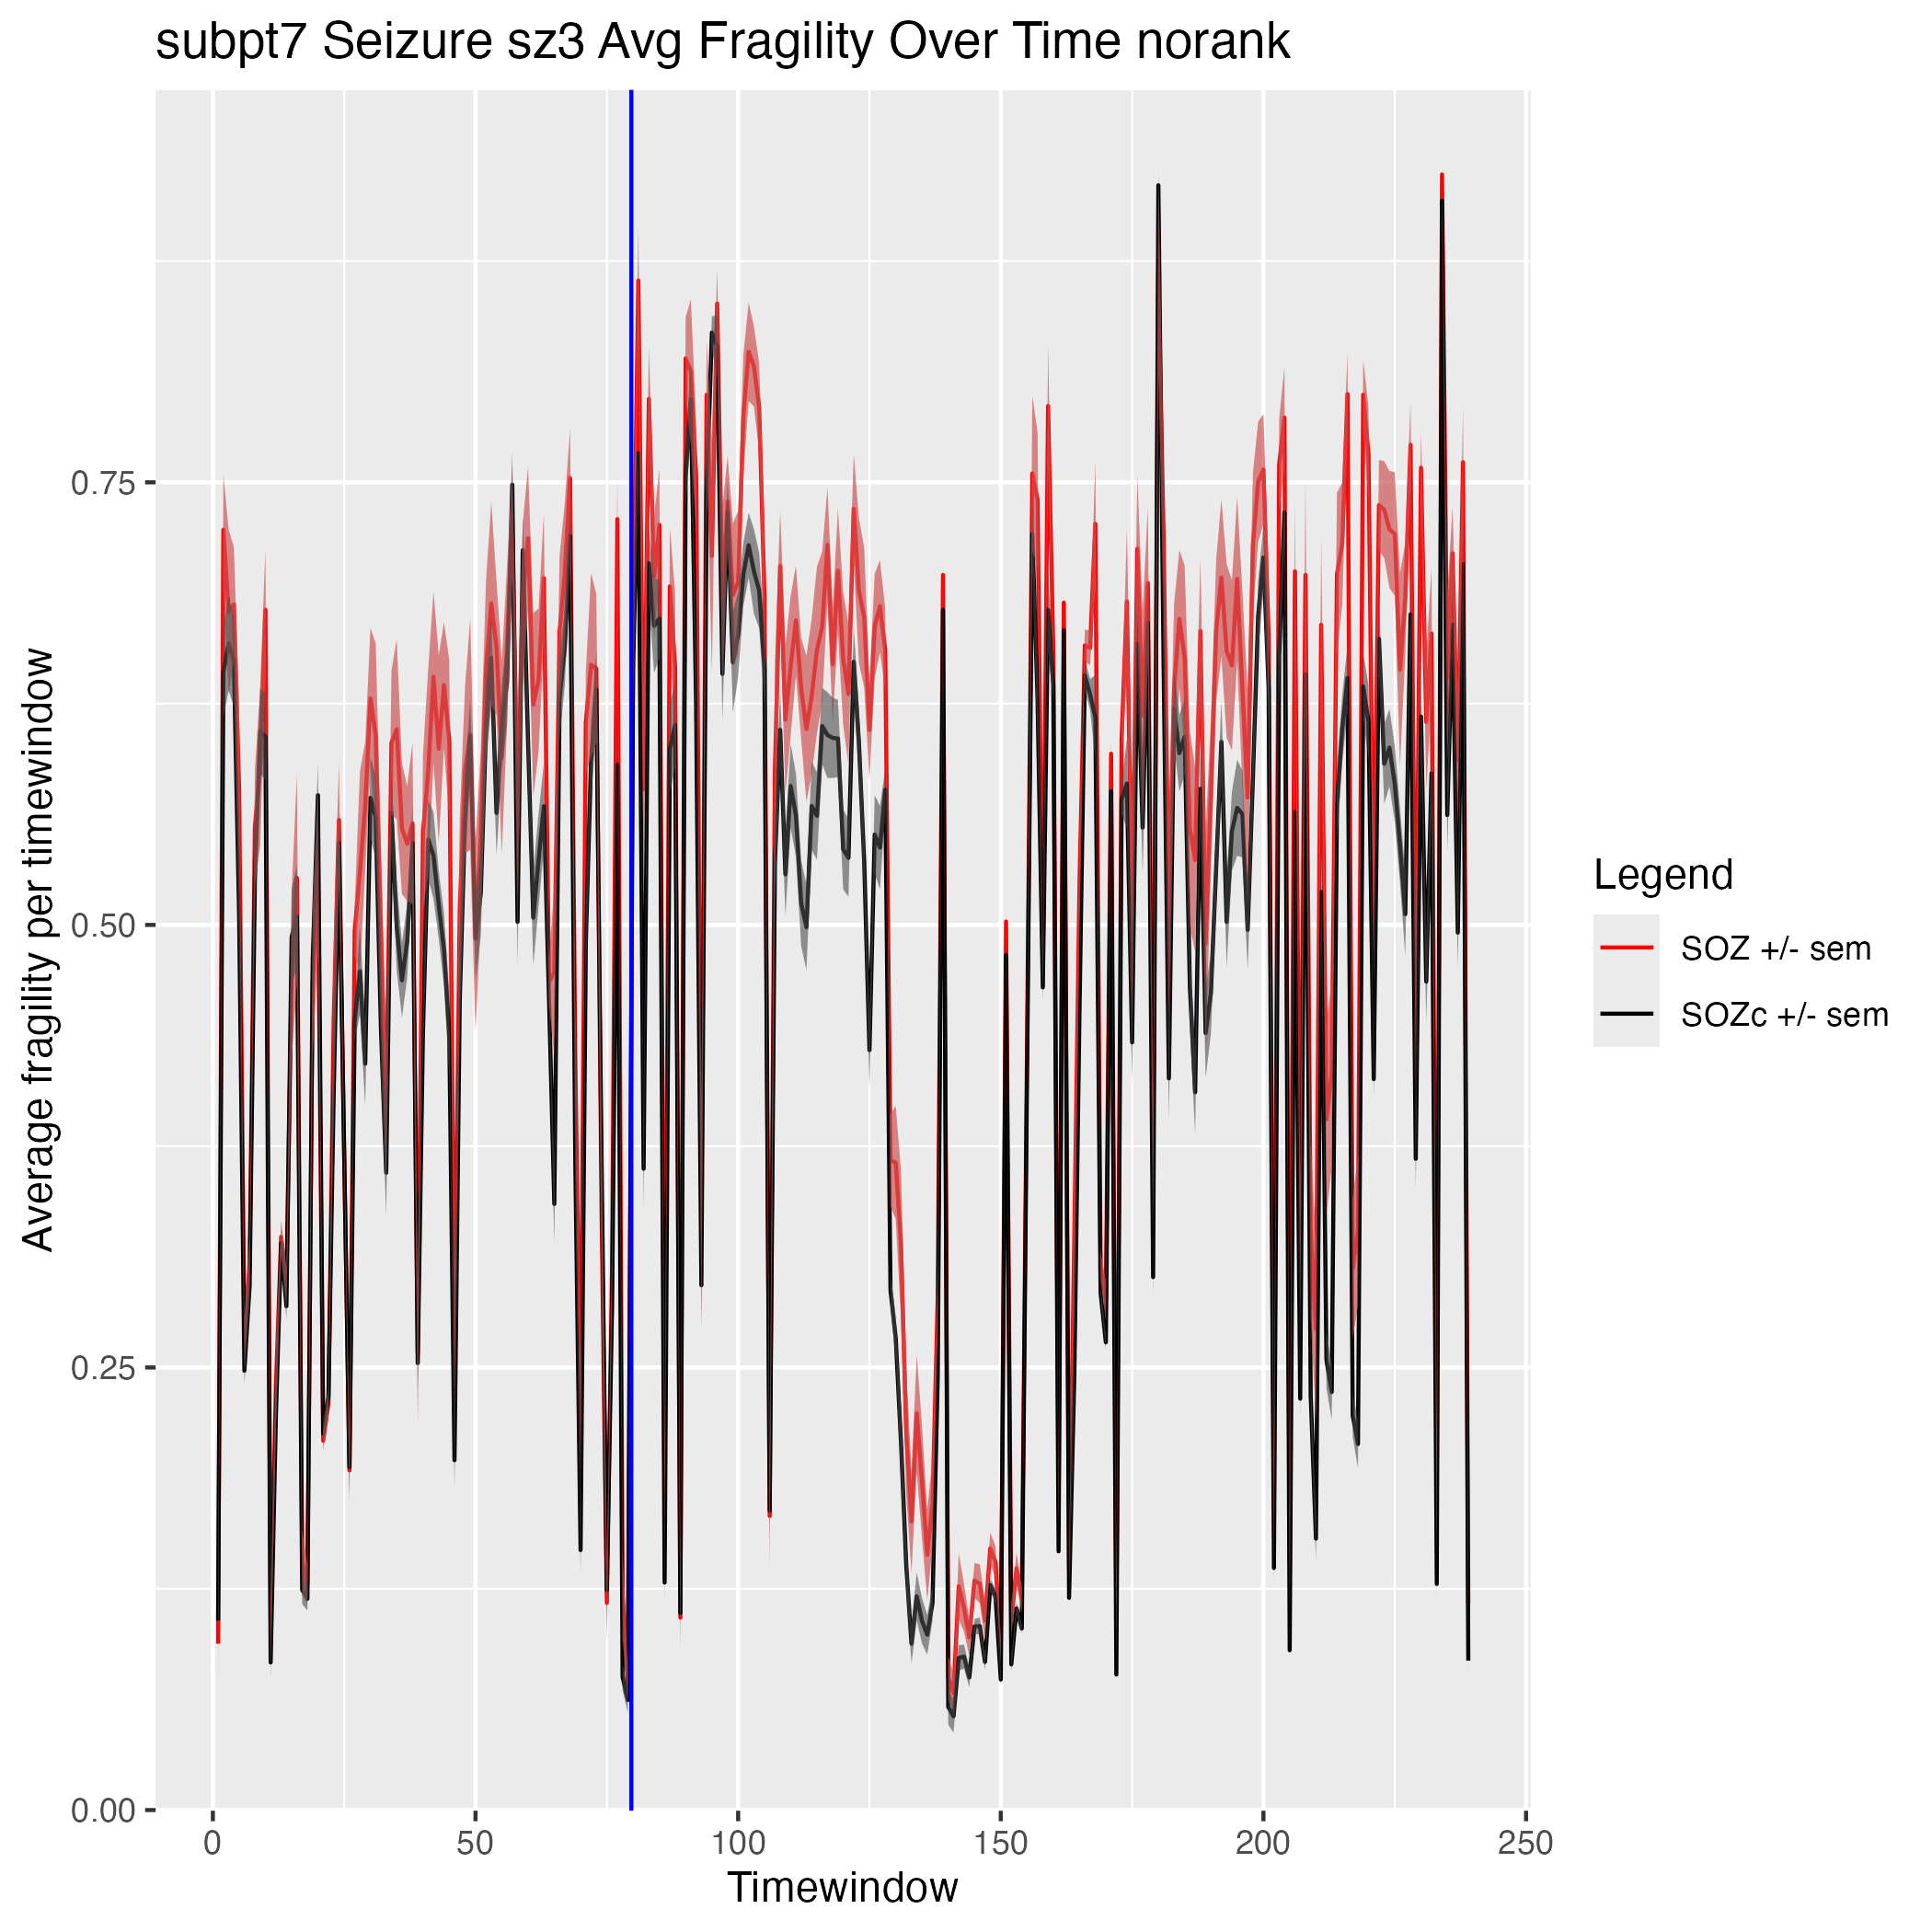 subpt7 Seizure sz3 Avg Fragility Over Time norank
Average fragility per timewindow
0.75
0.50
0.25
0.00
0 50 100 150 200 250
Timewindow
Legend
SOZ +/- sem
SOZc +/- sem